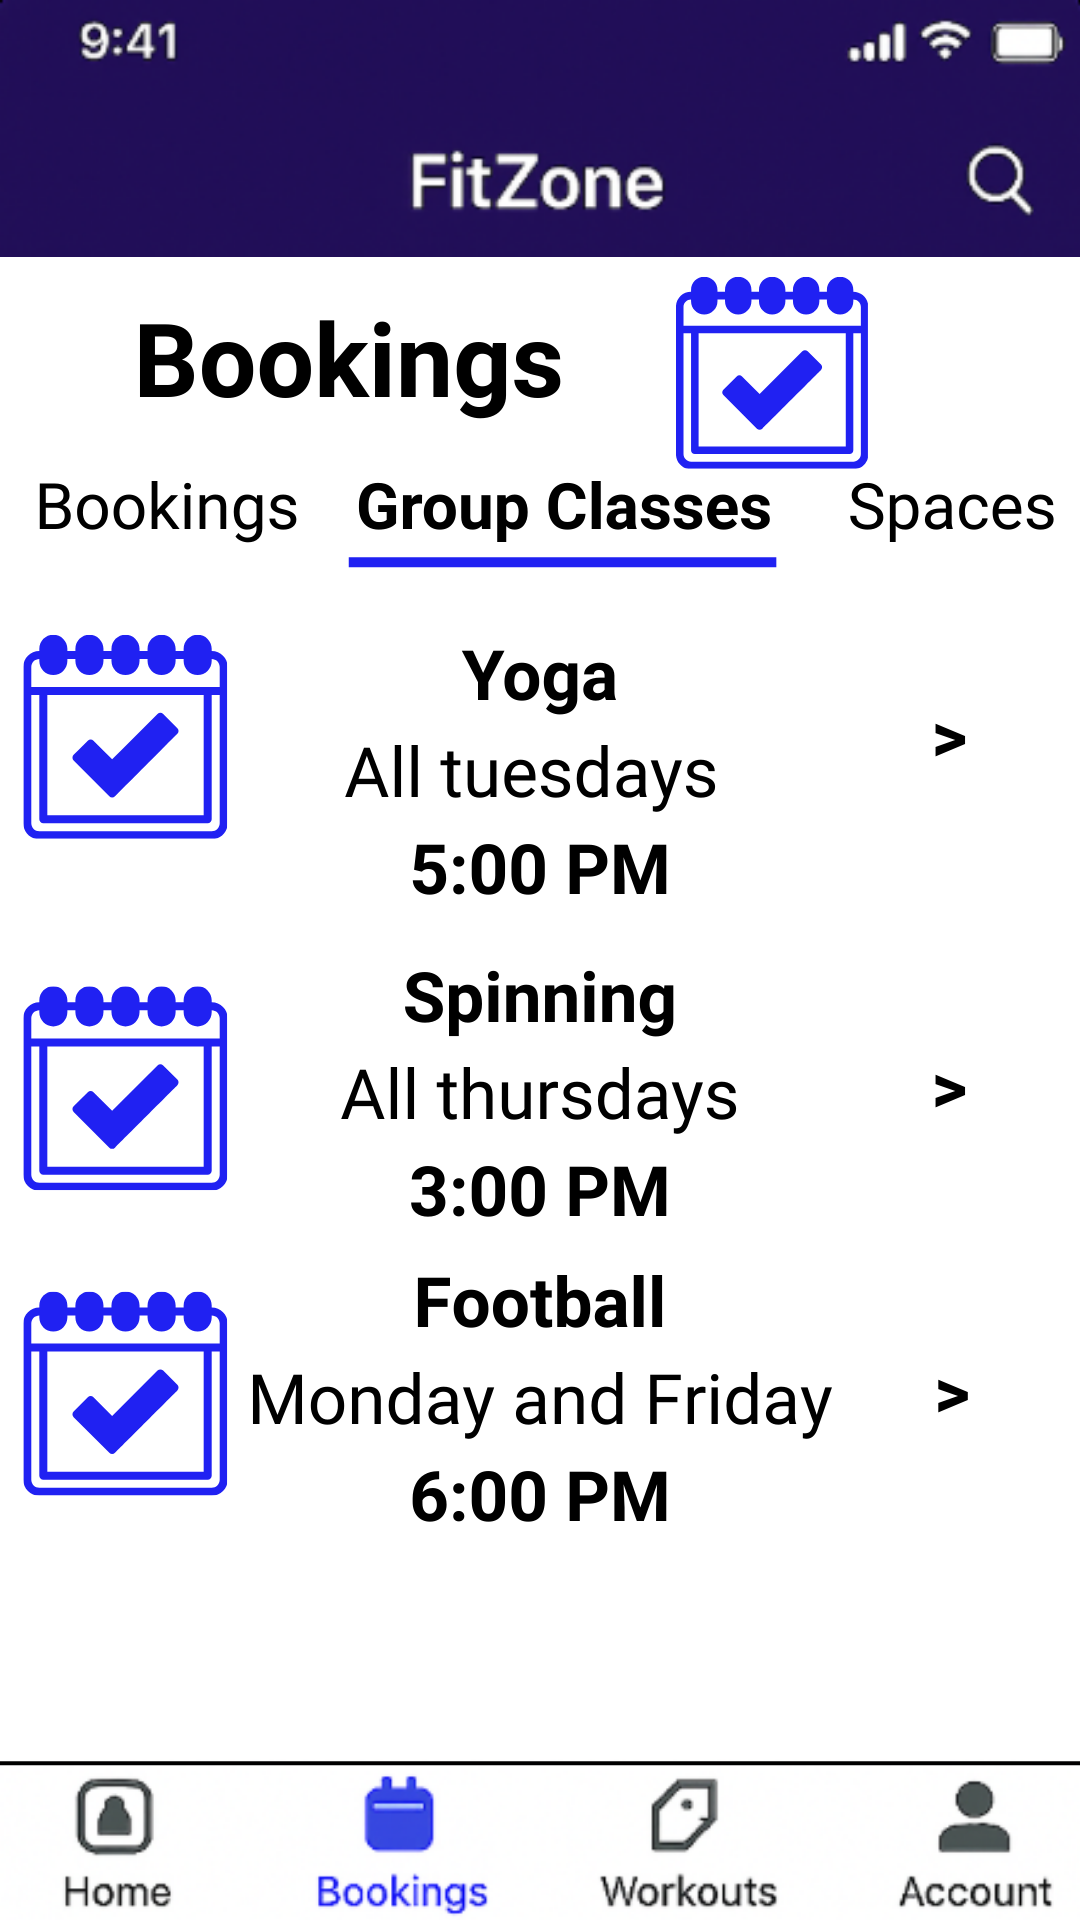 9:41
FitZone
Bookings
Bookings Group Classes Spaces
Yoga
All tuesdays
>
5:00 PM
Spinning
All thursdays
>
3:00 PM
Football
Monday and Friday
>
6:00 PM
Home Bookings Workouts Account